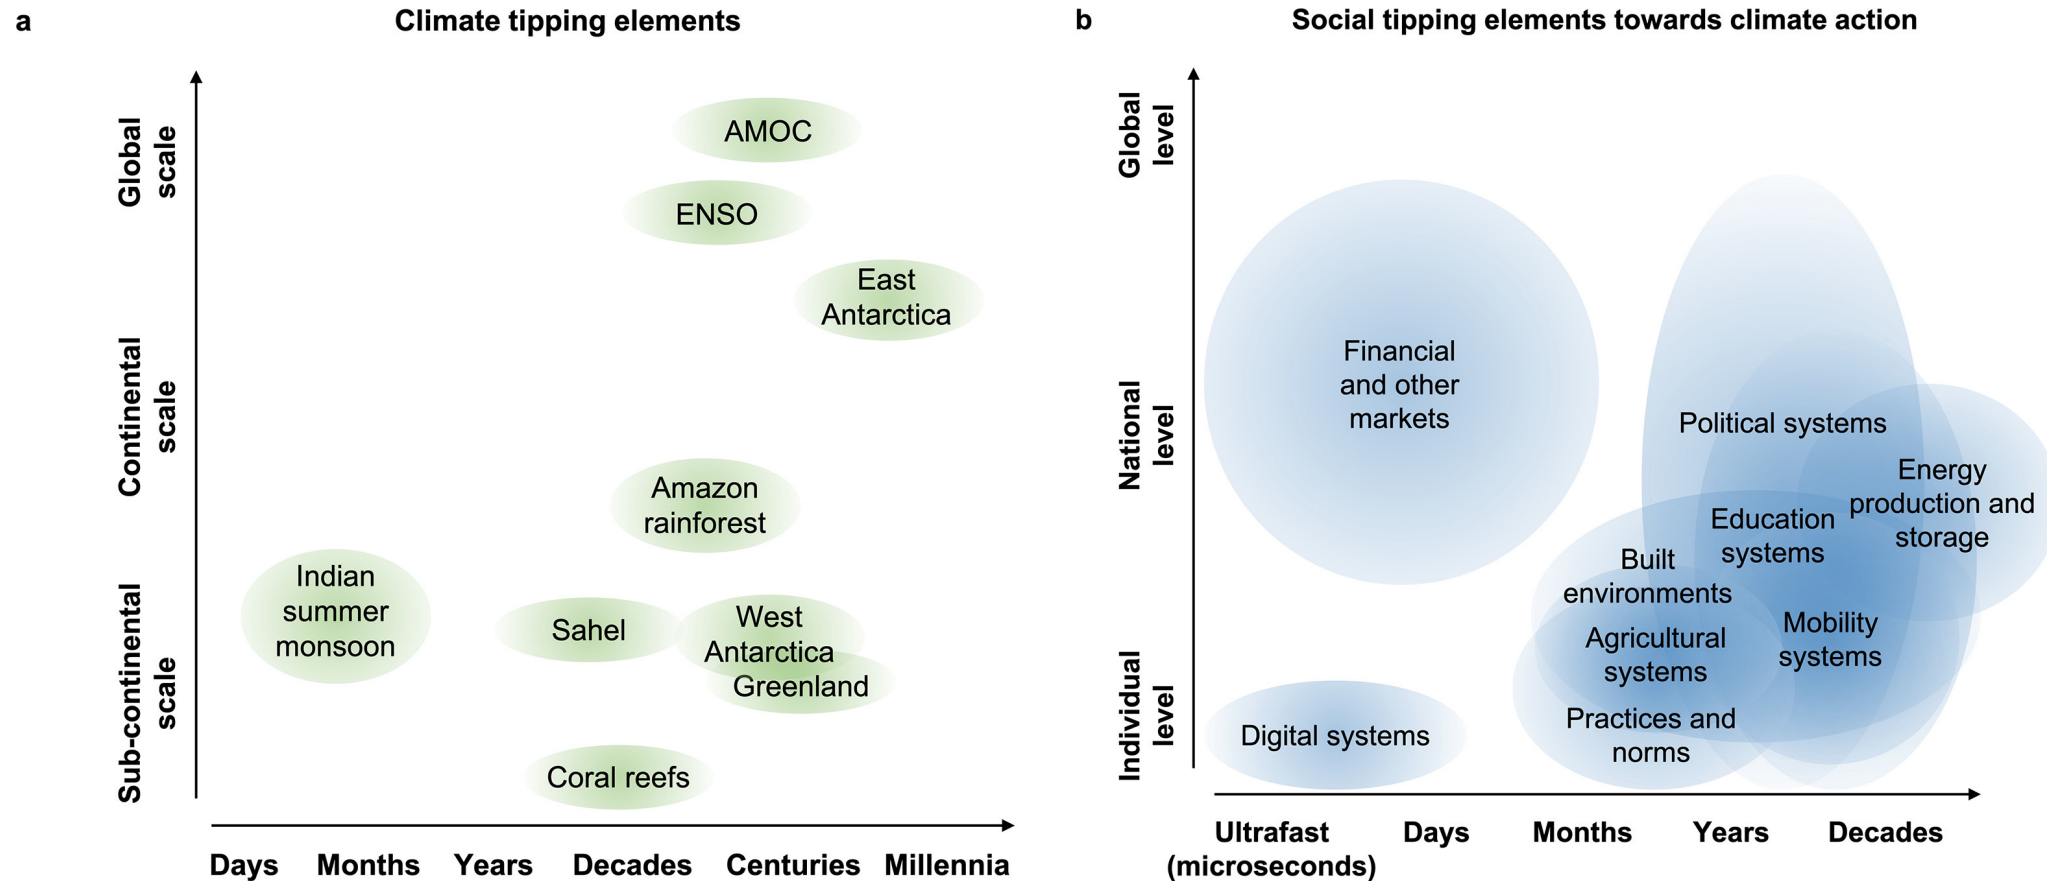 a
Climate tipping elements
Global
scale
Continental
scale
Sub-continental
scale
AMOC
ENSO
East
Antarctica
Amazon
rainforest
Indian
summer
monsoon
Sahel
West
Antarctica
Greenland
Coral reefs
Days
Months
Years
Decades
Centuries
Millennia
b
Social tipping elements towards climate action
Global
level
National
level
Individual
level
Financial
and other
markets
Political systems
Energy
production and
storage
Education
systems
Built
environments
Agricultural
systems
Mobility
systems
Practices and
norms
Digital systems
Ultrafast
(microseconds)
Days
Months
Years
Decades